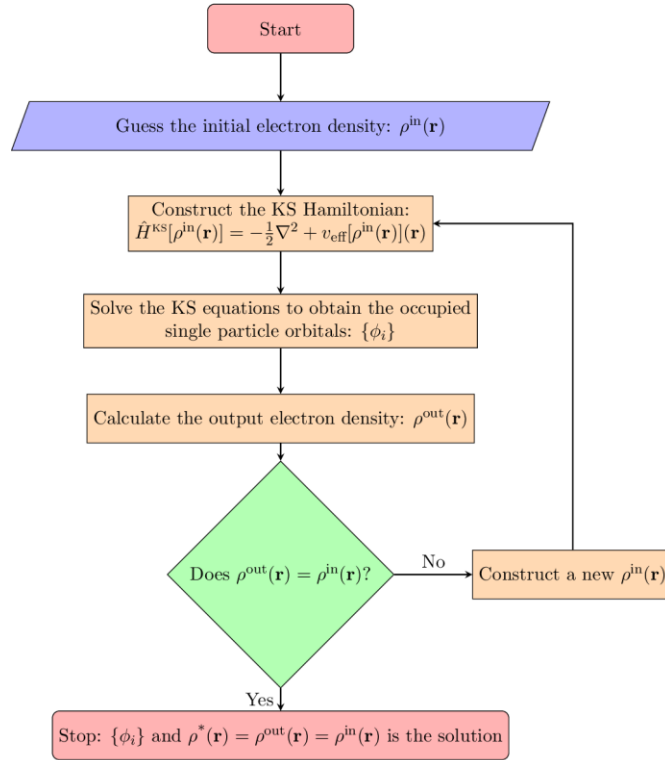 Start
Guess the initial electron density: ρ^in(𝐫)
Construct the KS Hamiltonian:
Ĥ^KS[ρ^in(𝐫)] = −½∇² + v_eff[ρ^in(𝐫)](𝐫)
Solve the KS equations to obtain the occupied
single particle orbitals: {ϕ_i}
Calculate the output electron density: ρ^out(𝐫)
Does ρ^out(𝐫) = ρ^in(𝐫)?
No
Construct a new ρ^in(𝐫)
Yes
Stop: {ϕ_i} and ρ^*(𝐫) = ρ^out(𝐫) = ρ^in(𝐫) is the solution